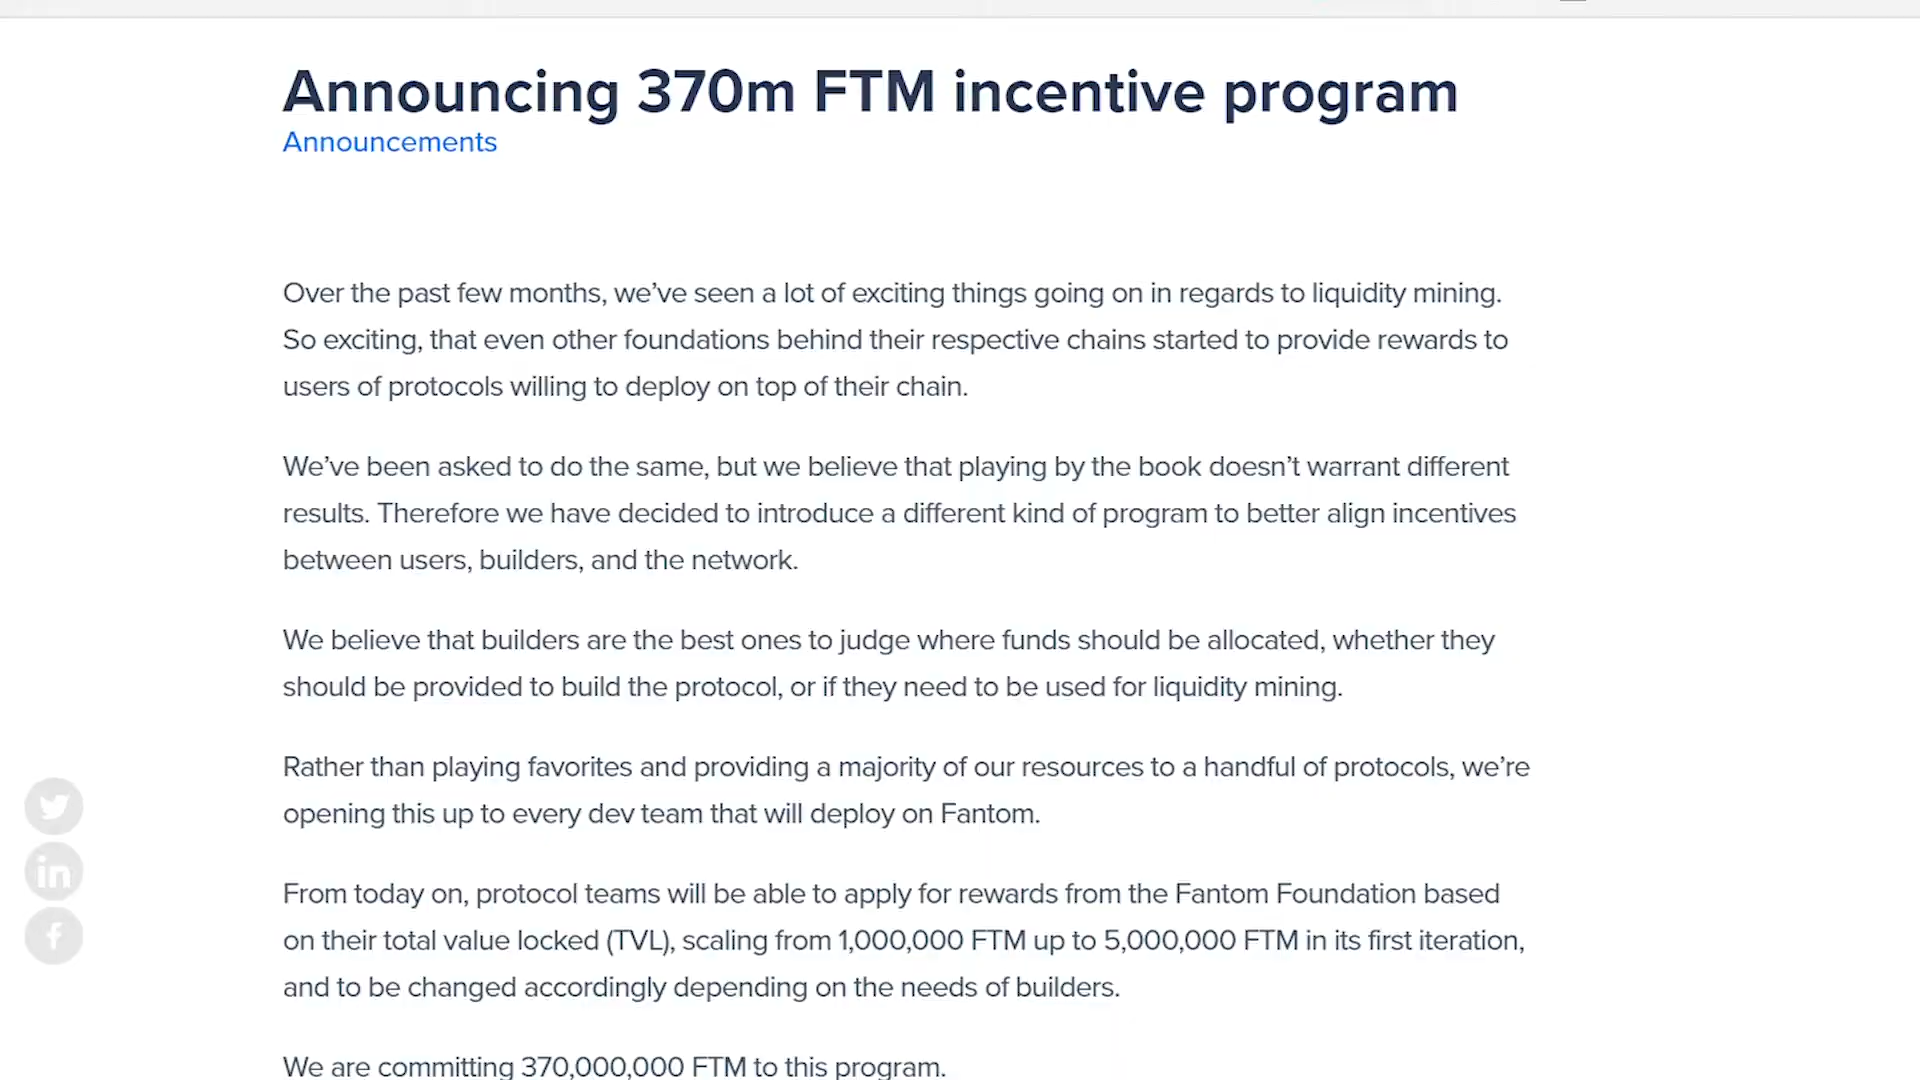 Announcing 370m FTM incentive program
Announcements
Over the past few months, we’ve seen a lot of exciting things going on in regards to liquidity mining.
So exciting, that even other foundations behind their respective chains started to provide rewards to
users of protocols willing to deploy on top of their chain.
We’ve been asked to do the same, but we believe that playing by the book doesn’t warrant different
results. Therefore we have decided to introduce a different kind of program to better align incentives
between users, builders, and the network.
We believe that builders are the best ones to judge where funds should be allocated, whether they
should be provided to build the protocol, or if they need to be used for liquidity mining.
Rather than playing favorites and providing a majority of our resources to a handful of protocols, we’re
opening this up to every dev team that will deploy on Fantom.
From today on, protocol teams will be able to apply for rewards from the Fantom Foundation based
on their total value locked (TVL), scaling from 1,000,000 FTM up to 5,000,000 FTM in its first iteration,
and to be changed accordingly depending on the needs of builders.
We are committing 370,000,000 FTM to this program.